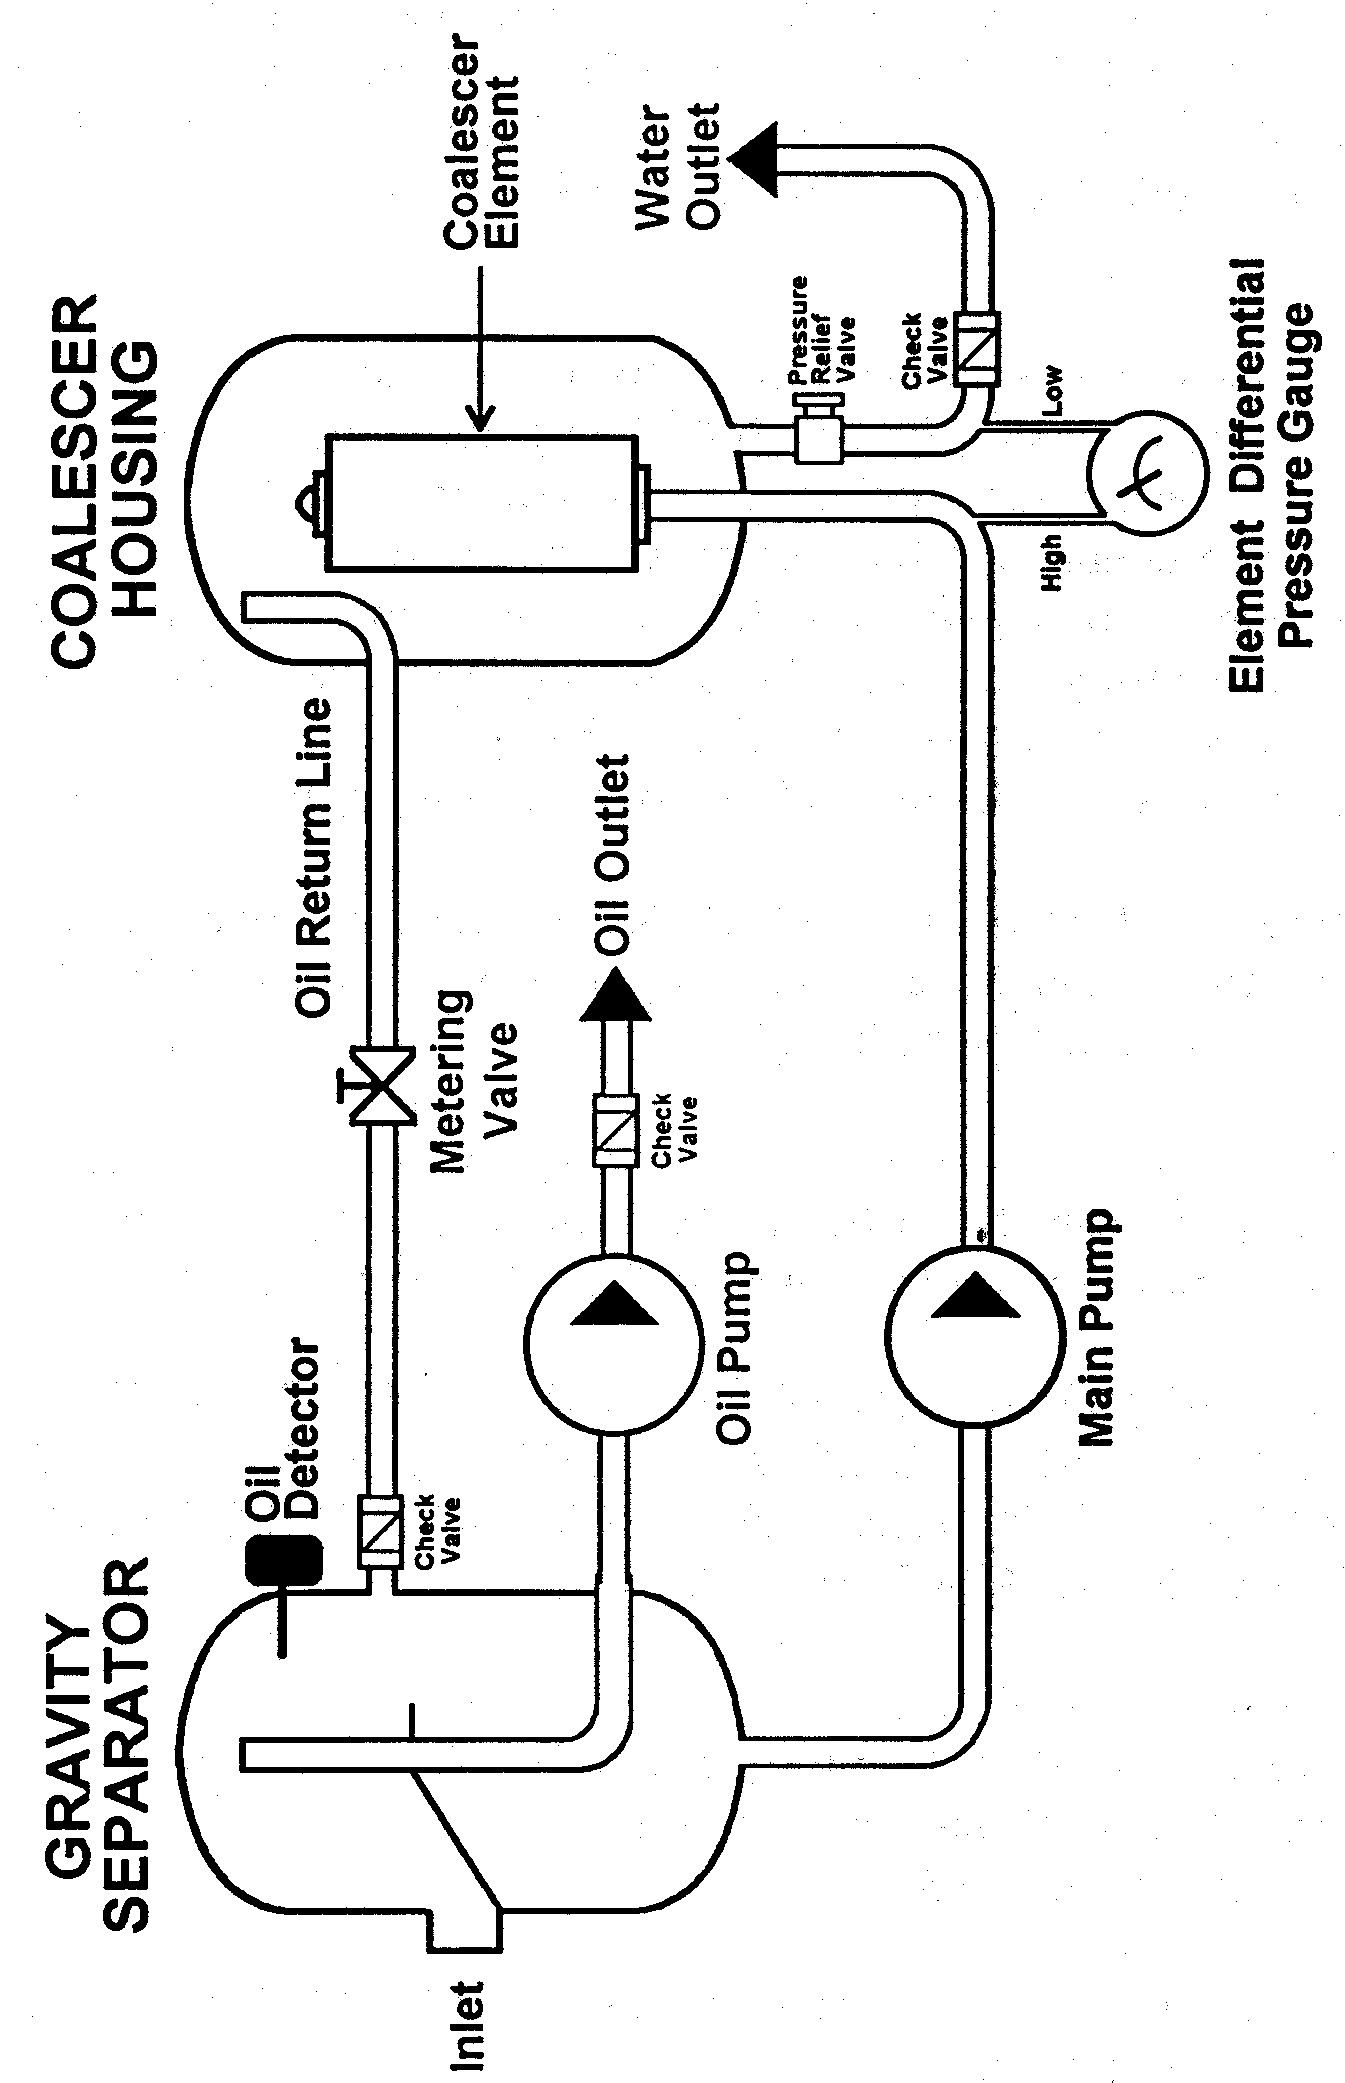 GRAVITY
SEPARATOR
COALESCER
HOUSING
Oil
Detector
Oil Return Line
Coalescer
Element
Inlet
Check
Valve
Metering
Valve
Oil Outlet
Check
Valve
Oil Pump
Water
Outlet
Pressure
Relief
Valve
Check
Valve
High
Low
Main Pump
Element Differential
Pressure Gauge